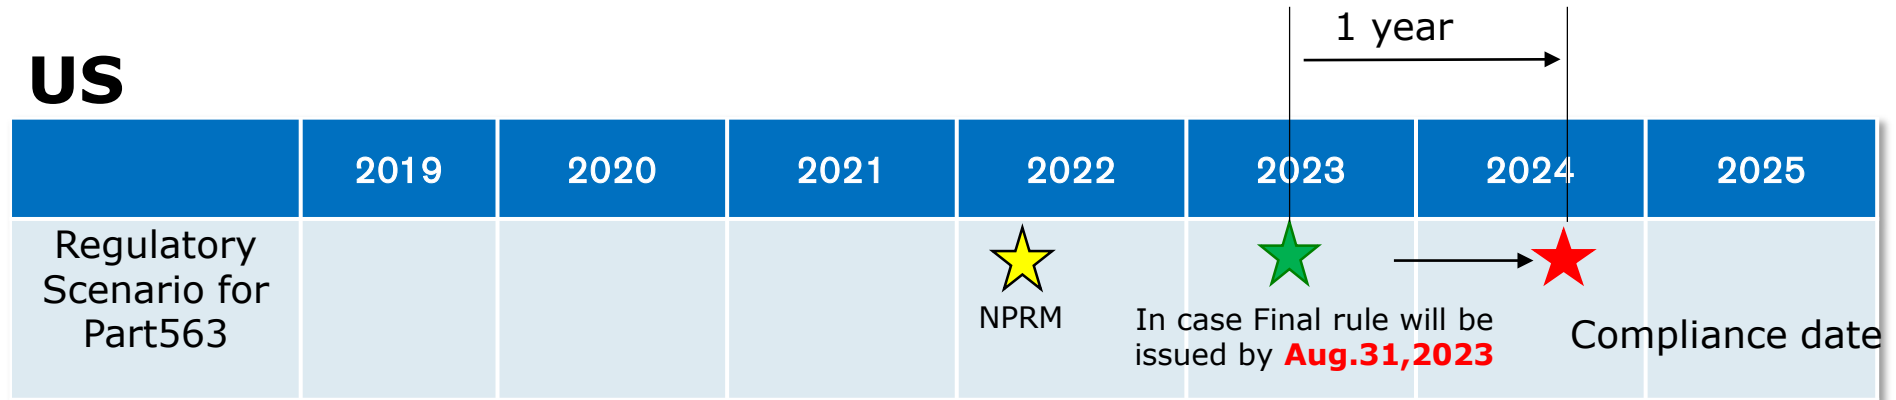 1 year
US
2019 2020 2021 2022 2023 2024 2025
Regulatory
Scenario for
Part563
NPRM
In case Final rule will be
issued by Aug.31,2023
Compliance date